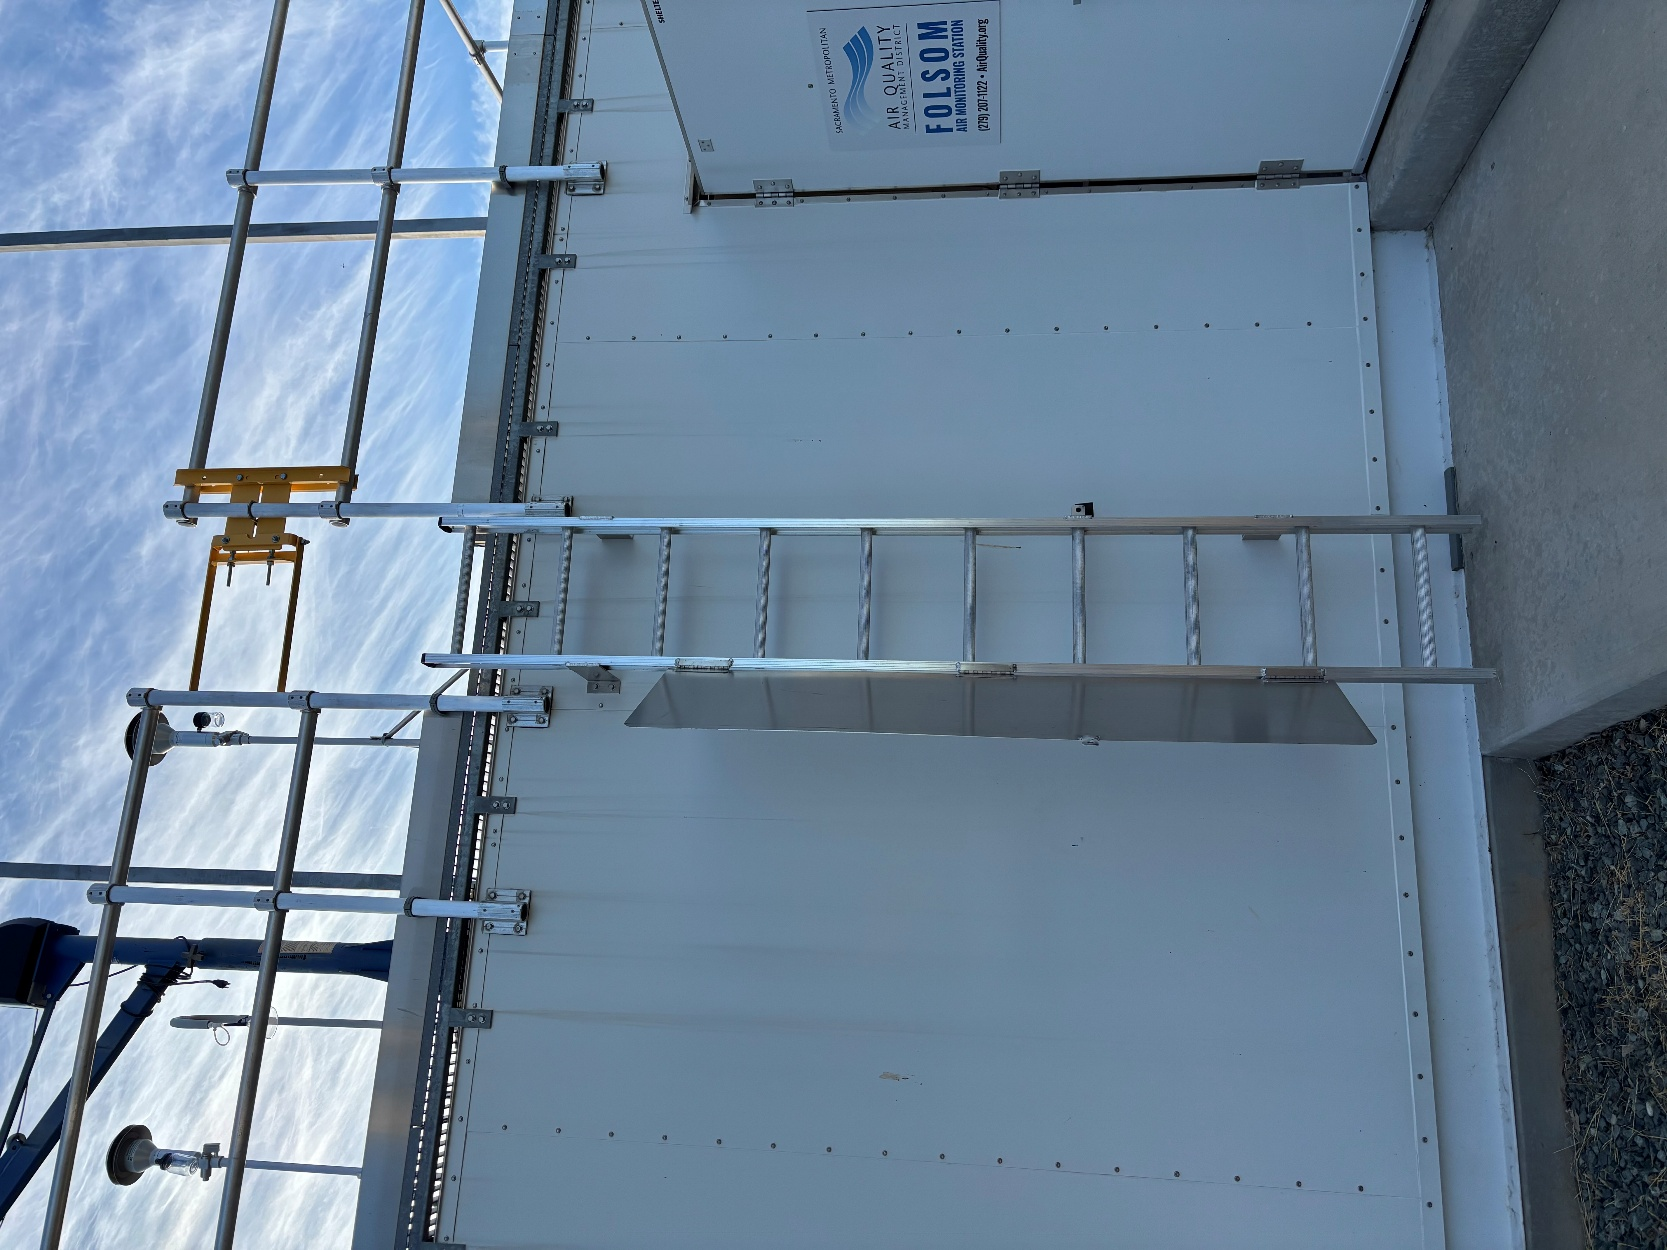 SACRAMENTO METROPOLITAN
AIR QUALITY
MANAGEMENT DISTRICT
FOLSOM
AIR MONITORING STATION
(279) 207-1122 • AirQuality.org